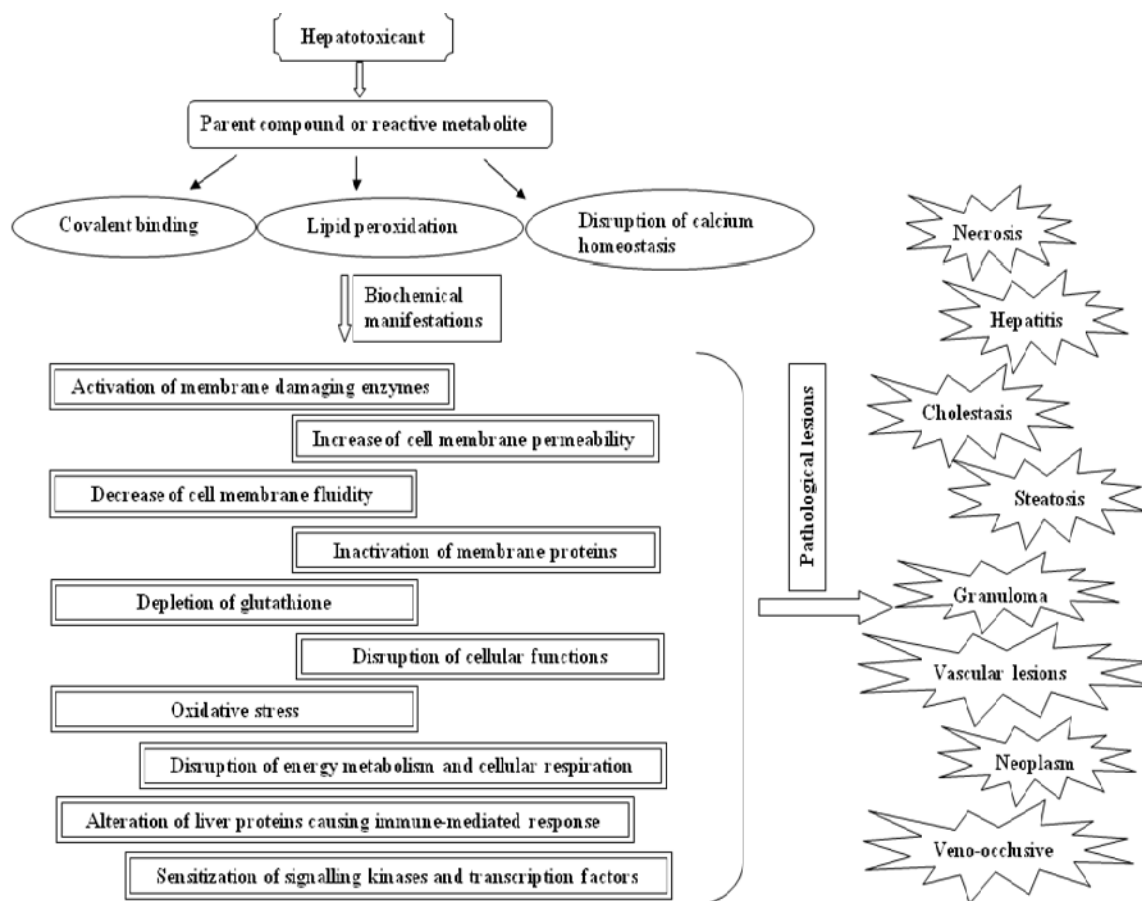 Hepatotoxicant
Parent compound or reactive metabolite
Covalent binding
Lipid peroxidation
Disruption of calcium
homeostasis
Biochemical
manifestations
Activation of membrane damaging enzymes
Increase of cell membrane permeability
Decrease of cell membrane fluidity
Inactivation of membrane proteins
Depletion of glutathione
Disruption of cellular functions
Oxidative stress
Disruption of energy metabolism and cellular respiration
Alteration of liver proteins causing immune-mediated response
Sensitization of signalling kinases and transcription factors
Pathological lesions
Necrosis
Hepatitis
Cholestasis
Steatosis
Granuloma
Vascular lesions
Neoplasm
Veno-occlusive